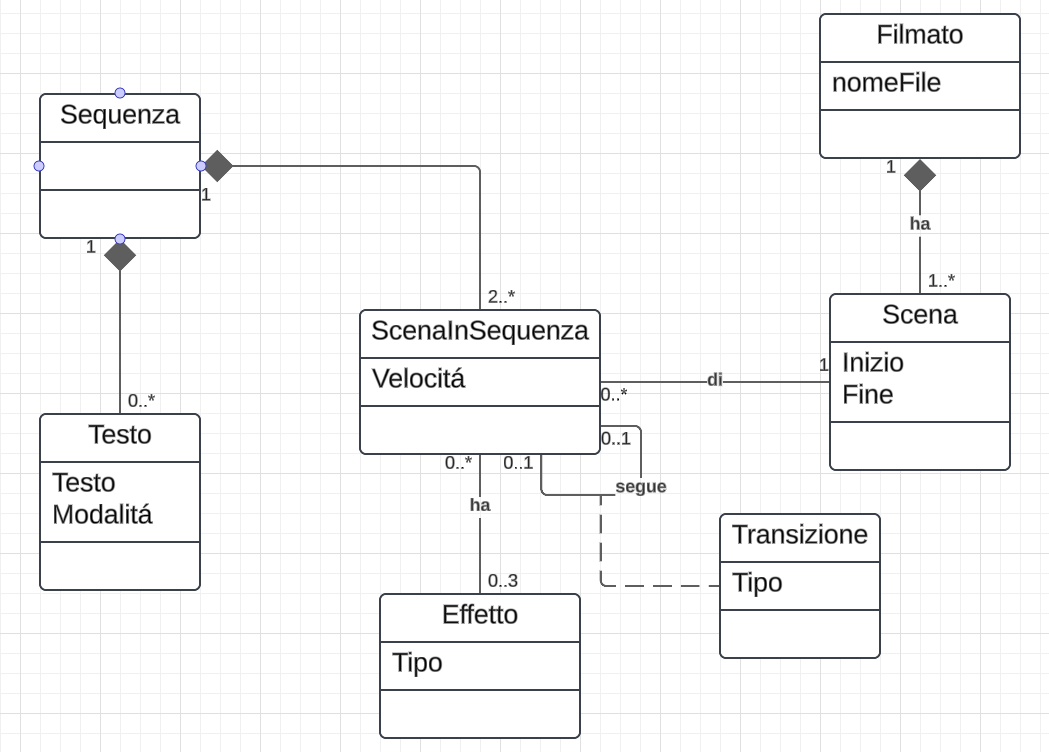 Filmato
nomeFile
Sequenza
1
1
1
ha
1..*
2..*
Scena
Inizio
Fine
ScenaInSequenza
Velocitá
1
di
0..*
0..*
Testo
Testo
Modalitá
0..1
0..*
0..1
segue
ha
Transizione
Tipo
0..3
Effetto
Tipo